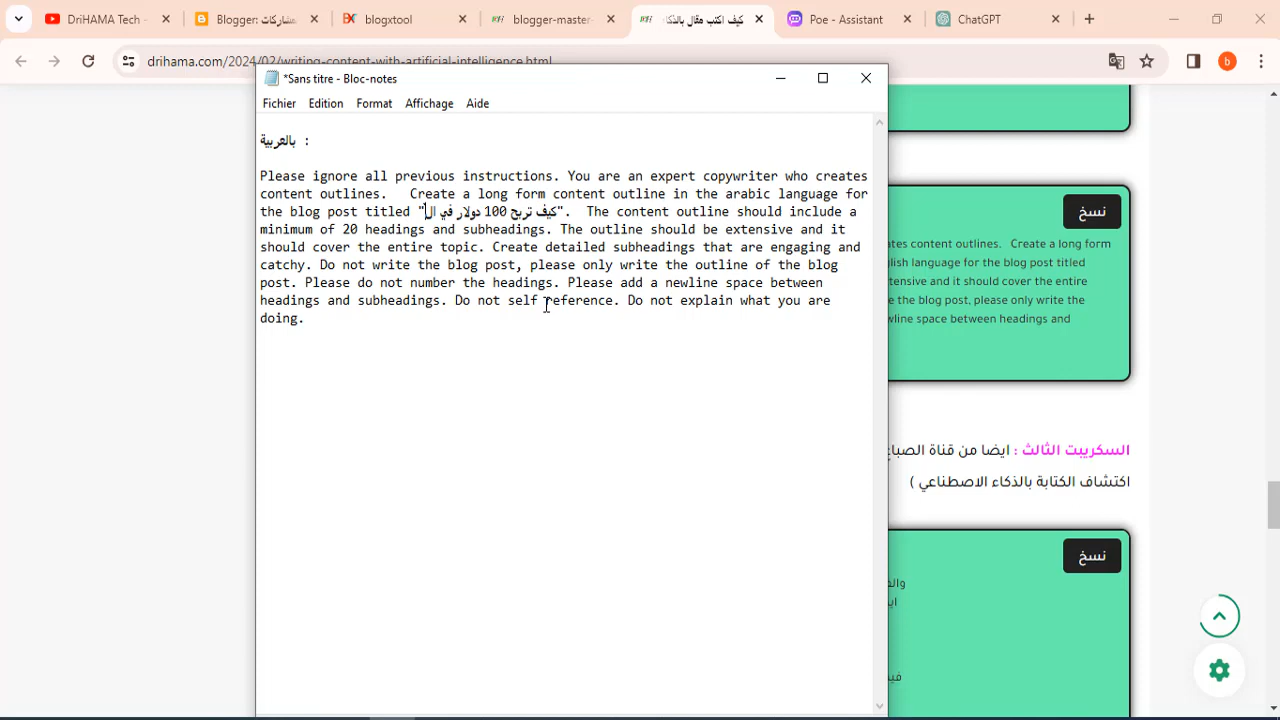 DriHAMA Tech -
Blogger: مشاركات
blogxtool
blogger-master-
كيف اكتب مقال بالذكاء
Poe - Assistant
ChatGPT
drihama.com/2024/02/writing-content-with-artificial-intelligence.html
b
*Sans titre - Bloc-notes
Fichier Edition Format Affichage Aide
بالعربية :
Please ignore all previous instructions. You are an expert copywriter who creates
content outlines. Create a long form content outline in the arabic language for
the blog post titled "كيف تربح 100 دولار في ال". The content outline should include a
minimum of 20 headings and subheadings. The outline should be extensive and it
should cover the entire topic. Create detailed subheadings that are engaging and
catchy. Do not write the blog post, please only write the outline of the blog
post. Please do not number the headings. Please add a newline space between
headings and subheadings. Do not self reference. Do not explain what you are
doing.
نسخ
ates content outlines. Create a long form
glish language for the blog post titled
tensive and it should cover the entire
e the blog post, please only write the
wline space between headings and
السكريبت الثالث : ايضا من قناة الصباغ
اكتشاف الكتابة بالذكاء الاصطناعي )
نسخ